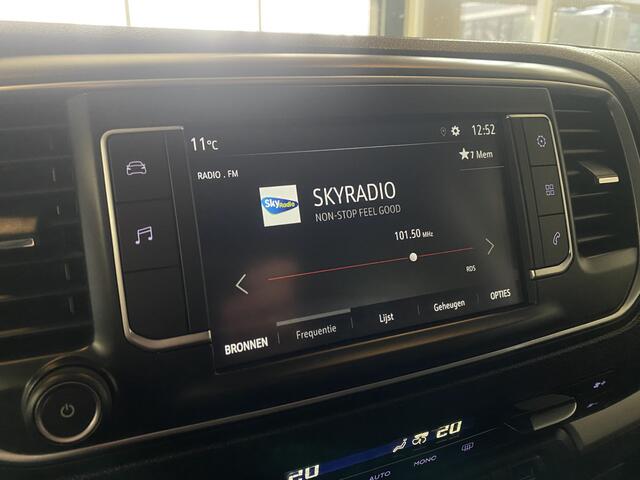 11°C
12:52
RADIO . FM
★7 Mem
Sky Radio
SKYRADIO
NON-STOP FEEL GOOD
101.50 MHz
RDS
BRONNEN Frequentie Lijst Geheugen OPTIES
20 20
AUTO MONO